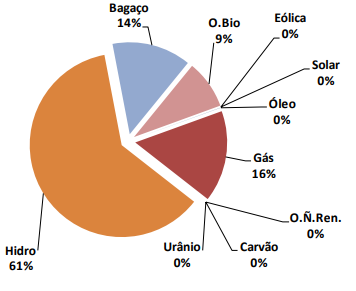 Bagaço
14%
O.Bio
9%
Eólica
0%
Solar
0%
Óleo
0%
Gás
16%
O.Ñ.Ren.
0%
Carvão
0%
Urânio
0%
Hidro
61%